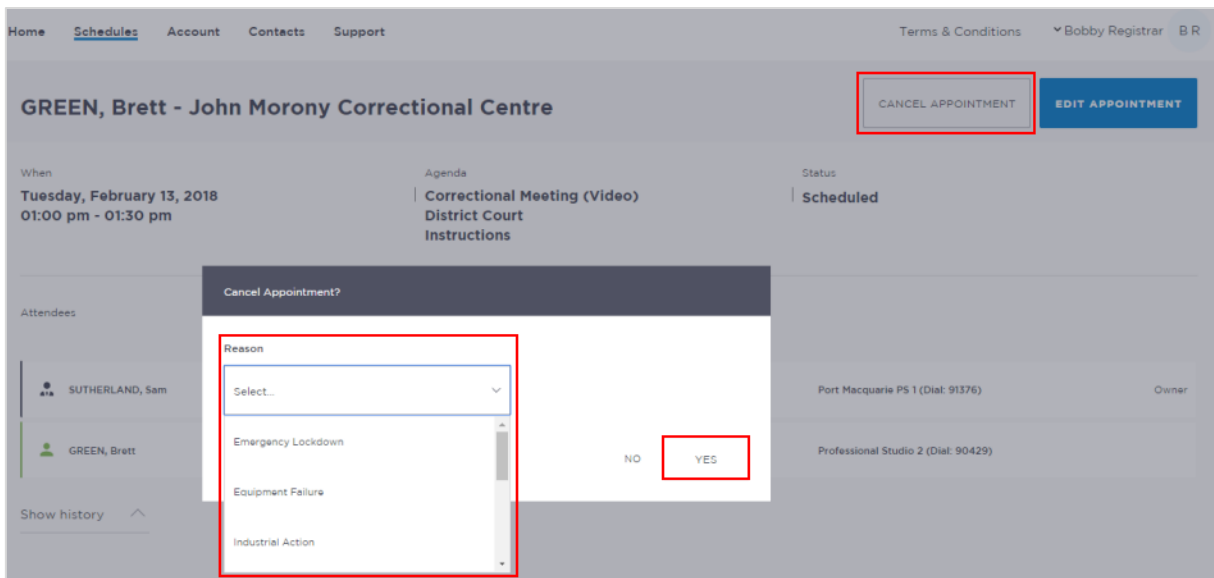 Home Schedules Account Contacts Support Terms & Conditions Bobby Registrar B R
GREEN, Brett - John Morony Correctional Centre CANCEL APPOINTMENT EDIT APPOINTMENT
When Agenda Status
Tuesday, February 13, 2018 Correctional Meeting (Video) Scheduled
01:00 pm - 01:30 pm District Court
Instructions
Cancel Appointment?
Attendees
Reason
Select...
SUTHERLAND, Sam Port Macquarie PS 1 (Dial: 91376) Owner
Emergency Lockdown
GREEN, Brett NO YES Professional Studio 2 (Dial: 90429)
Equipment Failure
Show history
Industrial Action